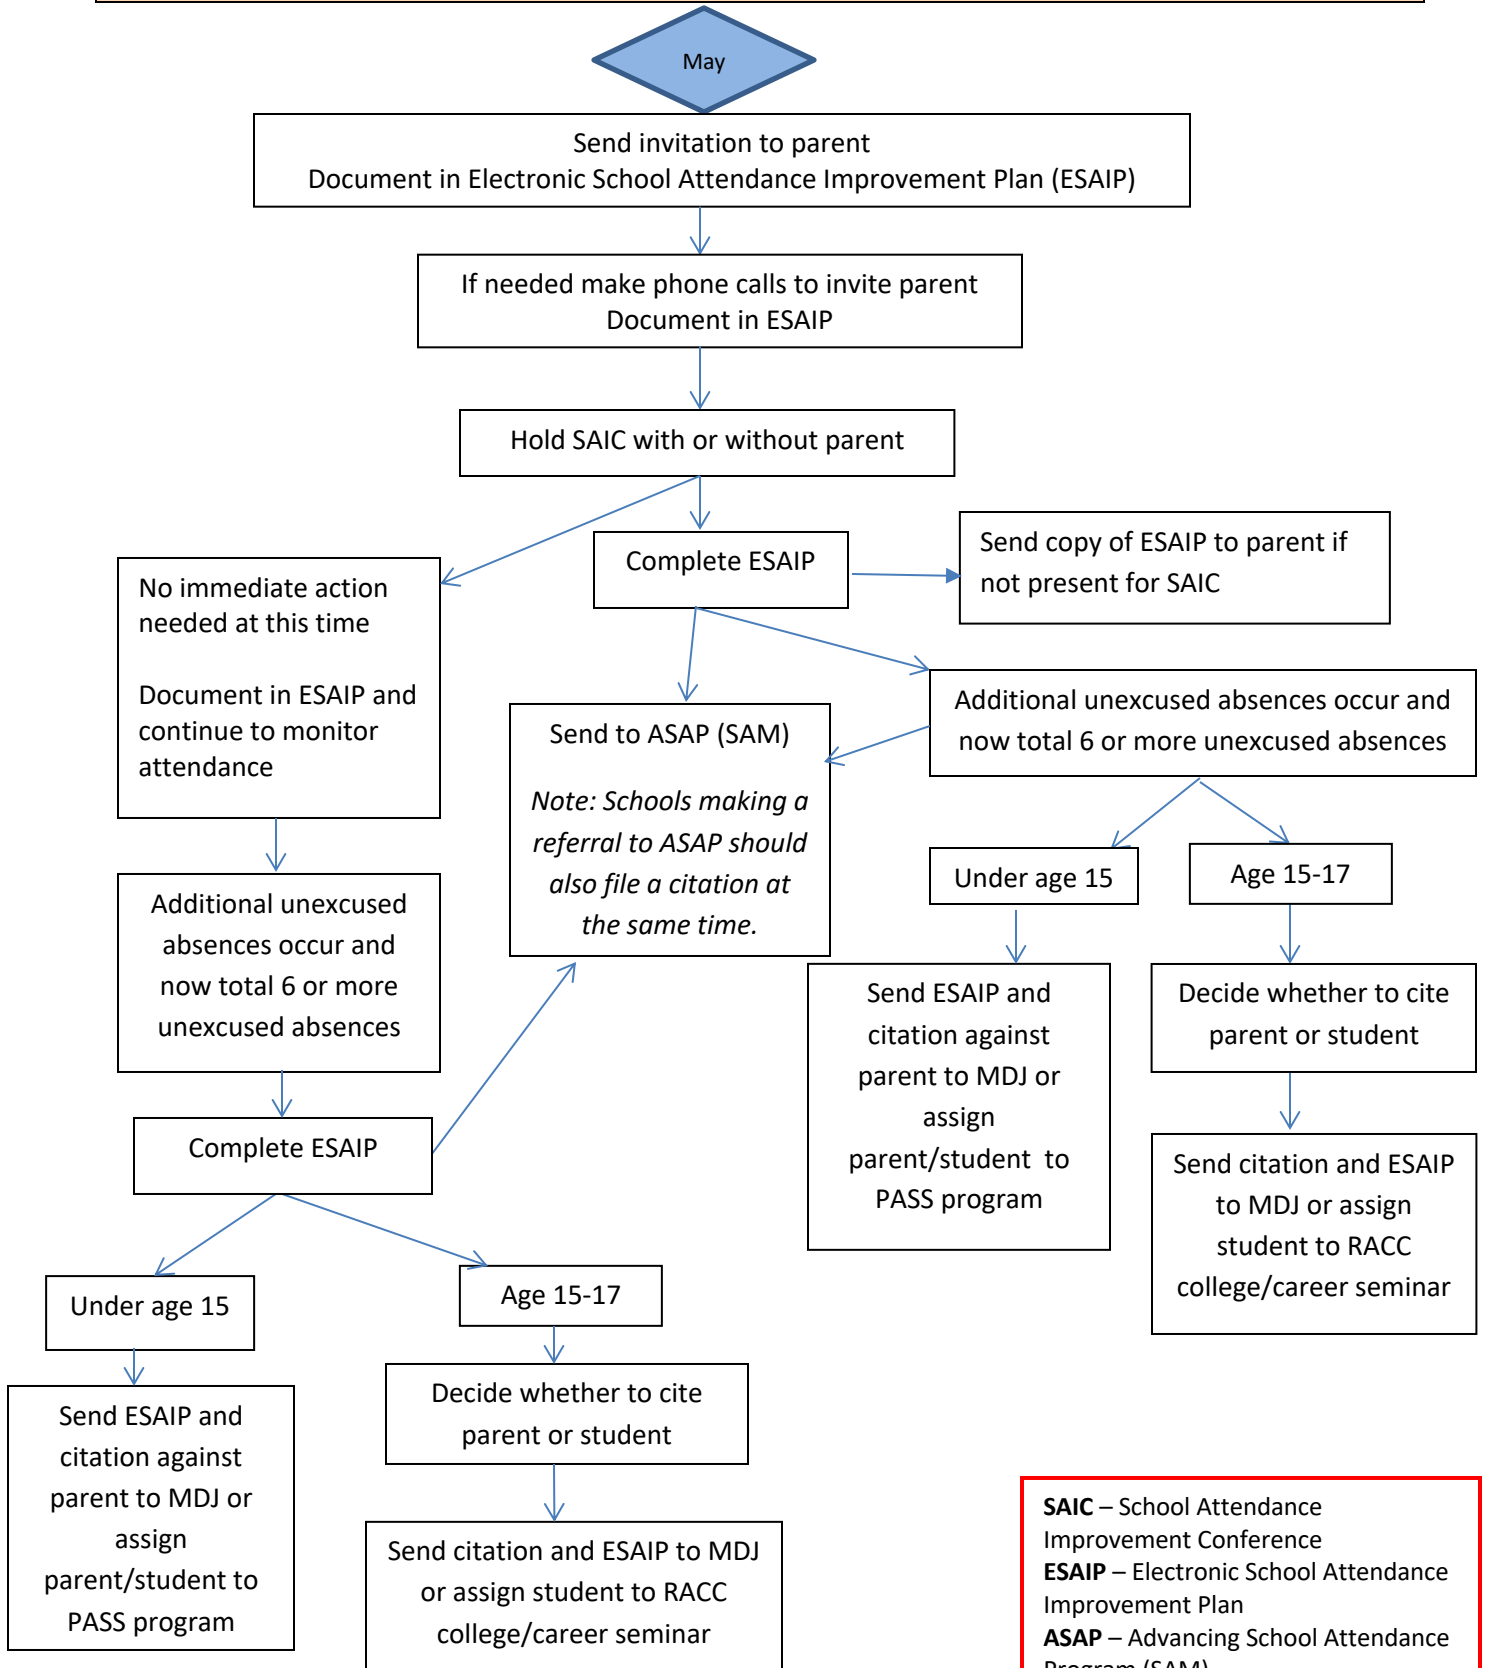 May
Send invitation to parent
Document in Electronic School Attendance Improvement Plan (ESAIP)
If needed make phone calls to invite parent
Document in ESAIP
Hold SAIC with or without parent
Complete ESAIP
Send copy of ESAIP to parent if
not present for SAIC
No immediate action
needed at this time
Document in ESAIP and
continue to monitor
attendance
Send to ASAP (SAM)
Note: Schools making a
referral to ASAP should
also file a citation at
the same time.
Additional unexcused absences occur and
now total 6 or more unexcused absences
Under age 15
Age 15-17
Additional unexcused
absences occur and
now total 6 or more
unexcused absences
Send ESAIP and
citation against
parent to MDJ or
assign
parent/student to
PASS program
Decide whether to cite
parent or student
Send citation and ESAIP
to MDJ or assign
student to RACC
college/career seminar
Complete ESAIP
Under age 15
Age 15-17
Send ESAIP and
citation against
parent to MDJ or
assign
parent/student to
PASS program
Decide whether to cite
parent or student
Send citation and ESAIP to MDJ
or assign student to RACC
college/career seminar
SAIC – School Attendance
Improvement Conference
ESAIP – Electronic School Attendance
Improvement Plan
ASAP – Advancing School Attendance
Program (SAM)